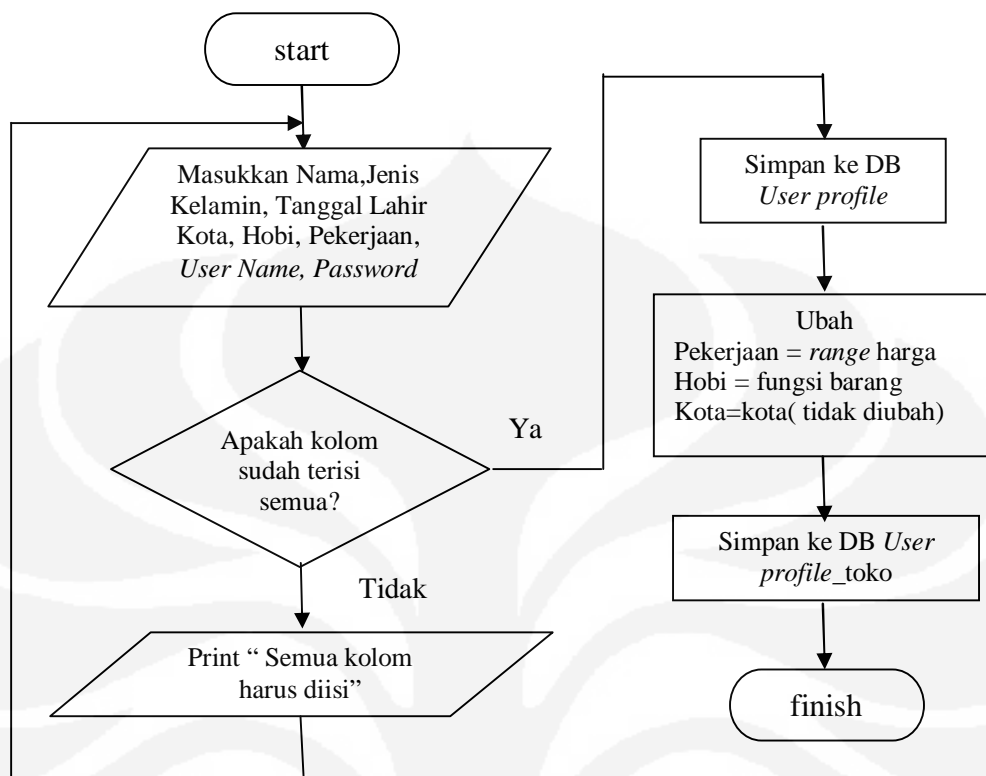 start
Masukkan Nama,Jenis
Kelamin, Tanggal Lahir
Kota, Hobi, Pekerjaan,
User Name, Password
Apakah kolom
sudah terisi
semua?
Ya
Tidak
Print “ Semua kolom
harus diisi”
Simpan ke DB
User profile
Ubah
Pekerjaan = range harga
Hobi = fungsi barang
Kota=kota( tidak diubah)
Simpan ke DB User
profile_toko
finish